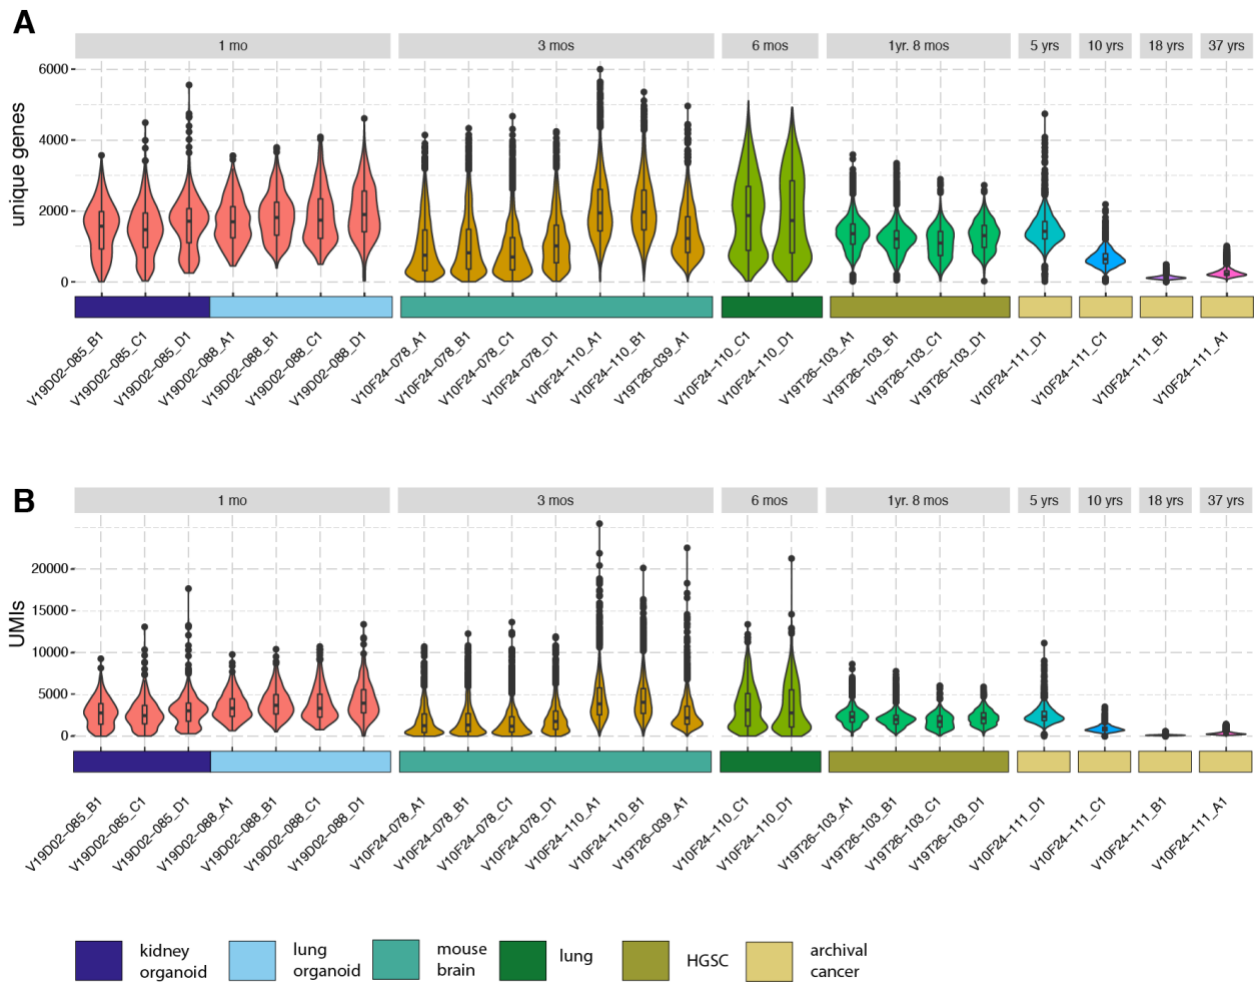 A
1 mo 3 mos 6 mos 1yr. 8 mos 5 yrs 10 yrs 18 yrs 37 yrs
unique genes
6000
4000
2000
0
V19D02−085_B1
V19D02−085_C1
V19D02−085_D1
V19D02−088_A1
V19D02−088_B1
V19D02−088_C1
V19D02−088_D1
V10F24−078_A1
V10F24−078_B1
V10F24−078_C1
V10F24−078_D1
V10F24−110_A1
V10F24−110_B1
V19T26−039_A1
V10F24−110_C1
V10F24−110_D1
V19T26−103_A1
V19T26−103_B1
V19T26−103_C1
V19T26−103_D1
V10F24−111_D1
V10F24−111_C1
V10F24−111_B1
V10F24−111_A1
B
1 mo 3 mos 6 mos 1yr. 8 mos 5 yrs 10 yrs 18 yrs 37 yrs
UMIs
20000
15000
10000
5000
0
V19D02−085_B1
V19D02−085_C1
V19D02−085_D1
V19D02−088_A1
V19D02−088_B1
V19D02−088_C1
V19D02−088_D1
V10F24−078_A1
V10F24−078_B1
V10F24−078_C1
V10F24−078_D1
V10F24−110_A1
V10F24−110_B1
V19T26−039_A1
V10F24−110_C1
V10F24−110_D1
V19T26−103_A1
V19T26−103_B1
V19T26−103_C1
V19T26−103_D1
V10F24−111_D1
V10F24−111_C1
V10F24−111_B1
V10F24−111_A1
kidney
organoid
lung
organoid
mouse
brain
lung
HGSC
archival
cancer